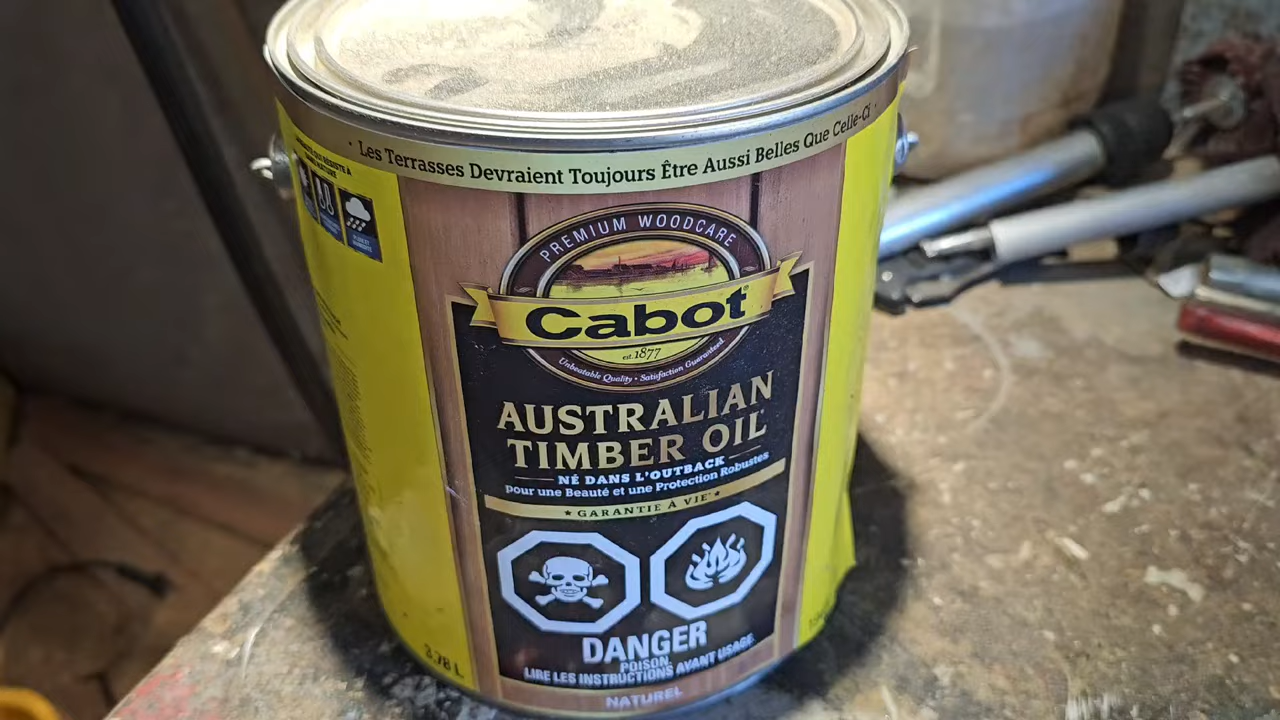 · Les Terrasses Devraient Toujours Être Aussi Belles Que Celle-Ci ·
PREMIUM WOODCARE
Cabot®
est. 1877
Unbeatable Quality • Satisfaction Guaranteed
AUSTRALIAN
TIMBER OIL
NÉ DANS L'OUTBACK
pour une Beauté et une Protection Robustes
★ GARANTIE À VIE* ★
DANGER
POISON.
LIRE LES INSTRUCTIONS AVANT USAGE.
3.78 L
NATUREL